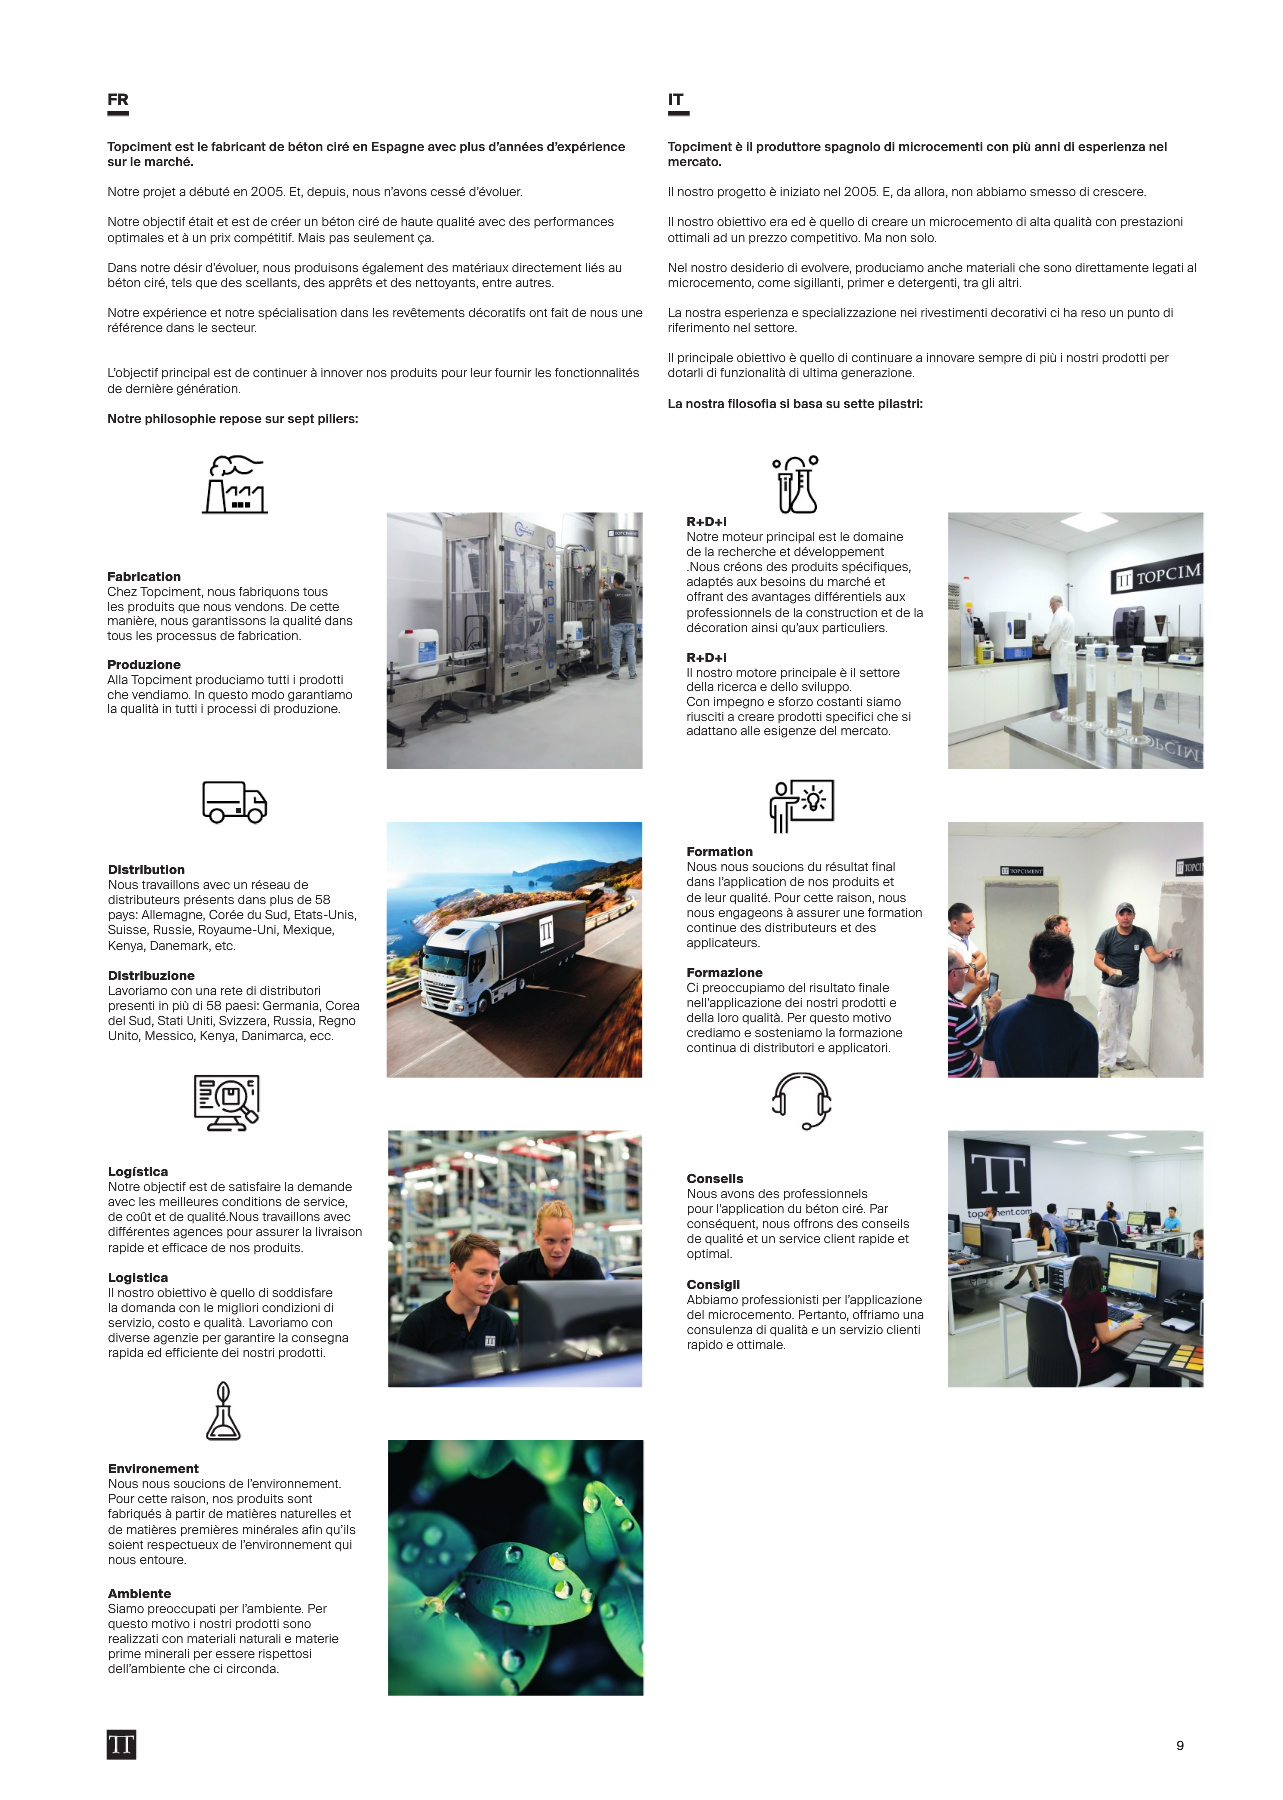 FR
Topciment est le fabricant de béton ciré en Espagne avec plus d'années d'expérience
sur le marché.
Notre projet a débuté en 2005. Et, depuis, nous n'avons cessé d'évoluer.
Notre objectif était et est de créer un béton ciré de haute qualité avec des performances
optimales et à un prix compétitif. Mais pas seulement ça.
Dans notre désir d'évoluer, nous produisons également des matériaux directement liés au
béton ciré, tels que des scellants, des apprêts et des nettoyants, entre autres.
Notre expérience et notre spécialisation dans les revêtements décoratifs ont fait de nous une
référence dans le secteur.
L'objectif principal est de continuer à innover nos produits pour leur fournir les fonctionnalités
de dernière génération.
Notre philosophie repose sur sept piliers:
IT
Topciment è il produttore spagnolo di microcementi con più anni di esperienza nel
mercato.
Il nostro progetto è iniziato nel 2005. E, da allora, non abbiamo smesso di crescere.
Il nostro obiettivo era ed è quello di creare un microcemento di alta qualità con prestazioni
ottimali ad un prezzo competitivo. Ma non solo.
Nel nostro desiderio di evolvere, produciamo anche materiali che sono direttamente legati al
microcemento, come sigillanti, primer e detergenti, tra gli altri.
La nostra esperienza e specializzazione nei rivestimenti decorativi ci ha reso un punto di
riferimento nel settore.
Il principale obiettivo è quello di continuare a innovare sempre di più i nostri prodotti per
dotarli di funzionalità di ultima generazione.
La nostra filosofia si basa su sette pilastri:
Fabrication
Chez Topciment, nous fabriquons tous
les produits que nous vendons. De cette
manière, nous garantissons la qualité dans
tous les processus de fabrication.
Produzione
Alla Topciment produciamo tutti i prodotti
che vendiamo. In questo modo garantiamo
la qualità in tutti i processi di produzione.
TOPCIMENT
R+D+i
Notre moteur principal est le domaine
de la recherche et développement
.Nous créons des produits spécifiques,
adaptés aux besoins du marché et
offrant des avantages différentiels aux
professionnels de la construction et de la
décoration ainsi qu'aux particuliers.
R+D+i
Il nostro motore principale è il settore
della ricerca e dello sviluppo.
Con impegno e sforzo costanti siamo
riusciti a creare prodotti specifici che si
adattano alle esigenze del mercato.
TOPCIM
TOPCIM
Distribution
Nous travaillons avec un réseau de
distributeurs présents dans plus de 58
pays: Allemagne, Corée du Sud, Etats-Unis,
Suisse, Russie, Royaume-Uni, Mexique,
Kenya, Danemark, etc.
Distribuzione
Lavoriamo con una rete di distributori
presenti in più di 58 paesi: Germania, Corea
del Sud, Stati Uniti, Svizzera, Russia, Regno
Unito, Messico, Kenya, Danimarca, ecc.
Formation
Nous nous soucions du résultat final
dans l'application de nos produits et
de leur qualité. Pour cette raison, nous
nous engageons à assurer une formation
continue des distributeurs et des
applicateurs.
Formazione
Ci preoccupiamo del risultato finale
nell'applicazione dei nostri prodotti e
della loro qualità. Per questo motivo
crediamo e sosteniamo la formazione
continua di distributori e applicatori.
TOPCIMENT
TOPCIMENT
Logística
Notre objectif est de satisfaire la demande
avec les meilleures conditions de service,
de coût et de qualité.Nous travaillons avec
différentes agences pour assurer la livraison
rapide et efficace de nos produits.
Logistica
Il nostro obiettivo è quello di soddisfare
la domanda con le migliori condizioni di
servizio, costo e qualità. Lavoriamo con
diverse agenzie per garantire la consegna
rapida ed efficiente dei nostri prodotti.
Conseils
Nous avons des professionnels
pour l'application du béton ciré. Par
conséquent, nous offrons des conseils
de qualité et un service client rapide et
optimal.
Consigli
Abbiamo professionisti per l'applicazione
del microcemento. Pertanto, offriamo una
consulenza di qualità e un servizio clienti
rapido e ottimale.
topciment.com
Environement
Nous nous soucions de l'environnement.
Pour cette raison, nos produits sont
fabriqués à partir de matières naturelles et
de matières premières minérales afin qu'ils
soient respectueux de l'environnement qui
nous entoure.
Ambiente
Siamo preoccupati per l'ambiente. Per
questo motivo i nostri prodotti sono
realizzati con materiali naturali e materie
prime minerali per essere rispettosi
dell'ambiente che ci circonda.
9